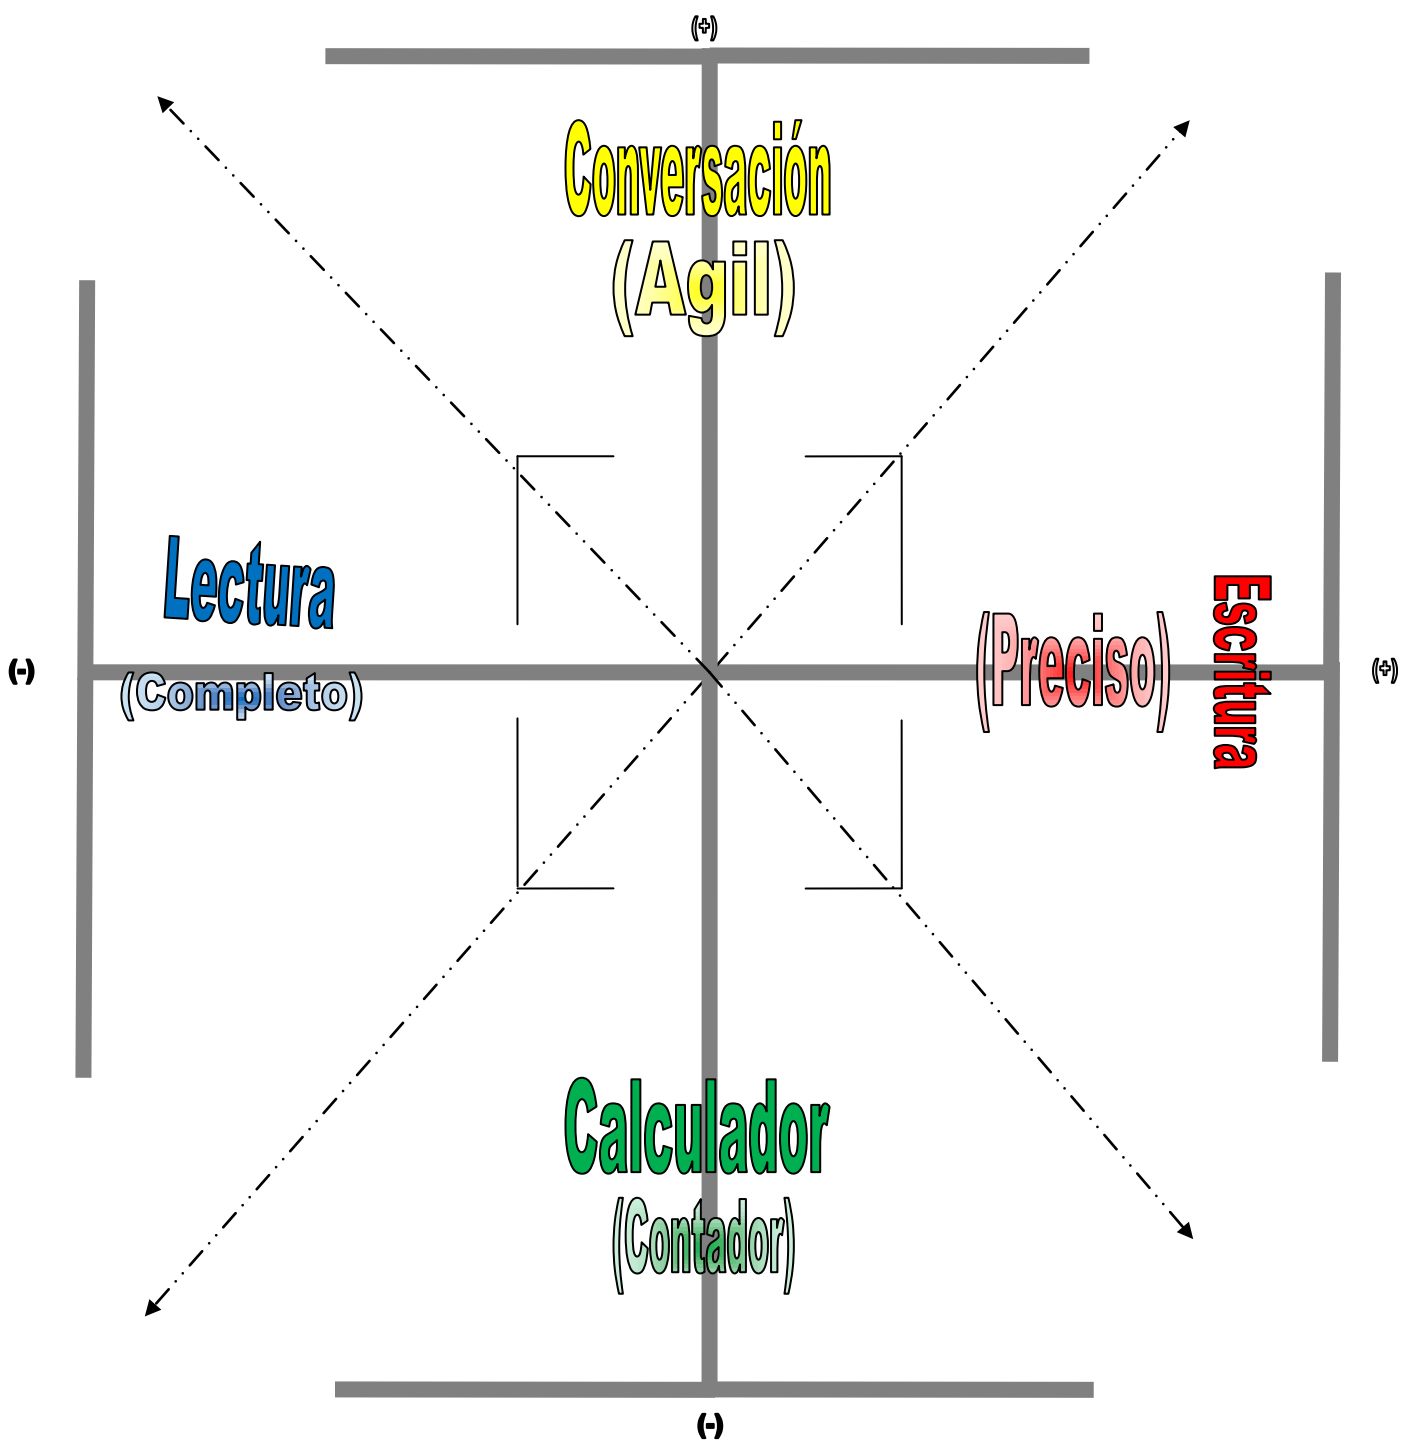 (+)
Conversación
(Agil)
Lectura
(-)
(Completo)
(Preciso)
Escritura
(+)
Calculador
(Contador)
(-)